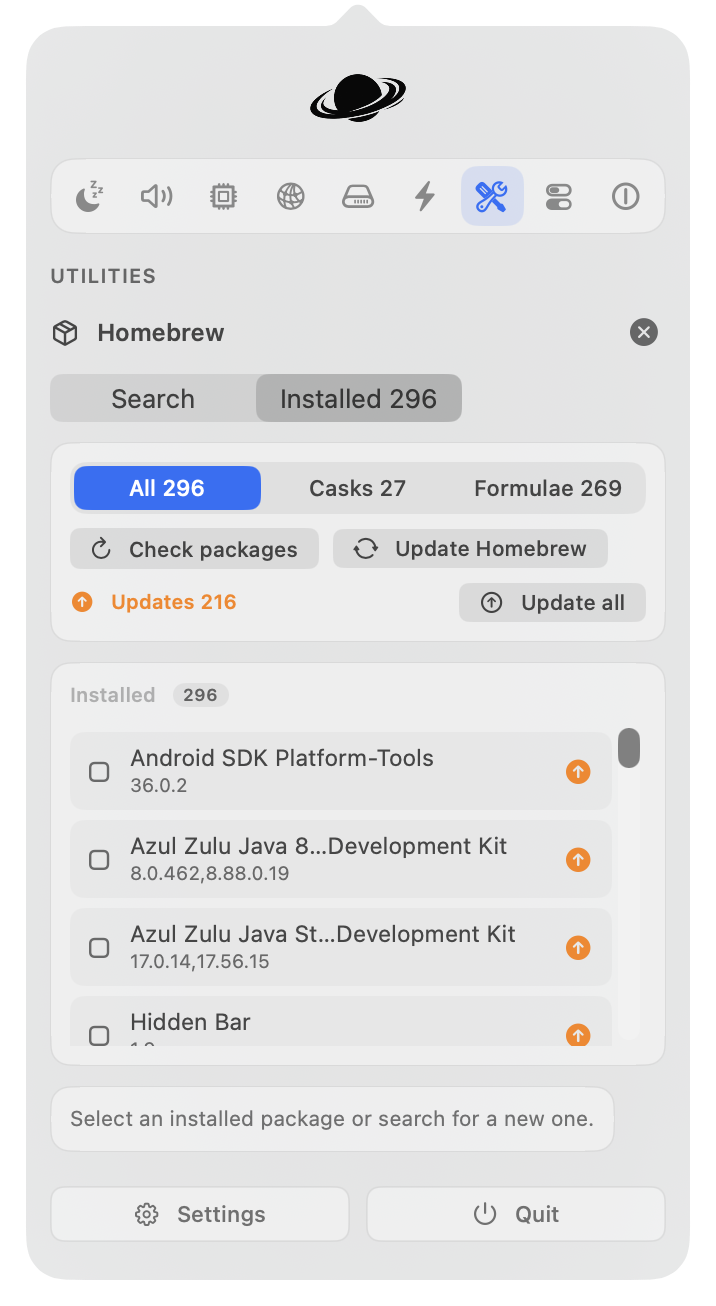 UTILITIES
Homebrew
Search
Installed 296
All 296
Casks 27
Formulae 269
Check packages
Update Homebrew
Updates 216
Update all
Installed
296
Android SDK Platform-Tools
36.0.2
Azul Zulu Java 8...Development Kit
8.0.462,8.88.0.19
Azul Zulu Java St...Development Kit
17.0.14,17.56.15
Hidden Bar
Select an installed package or search for a new one.
Settings
Quit